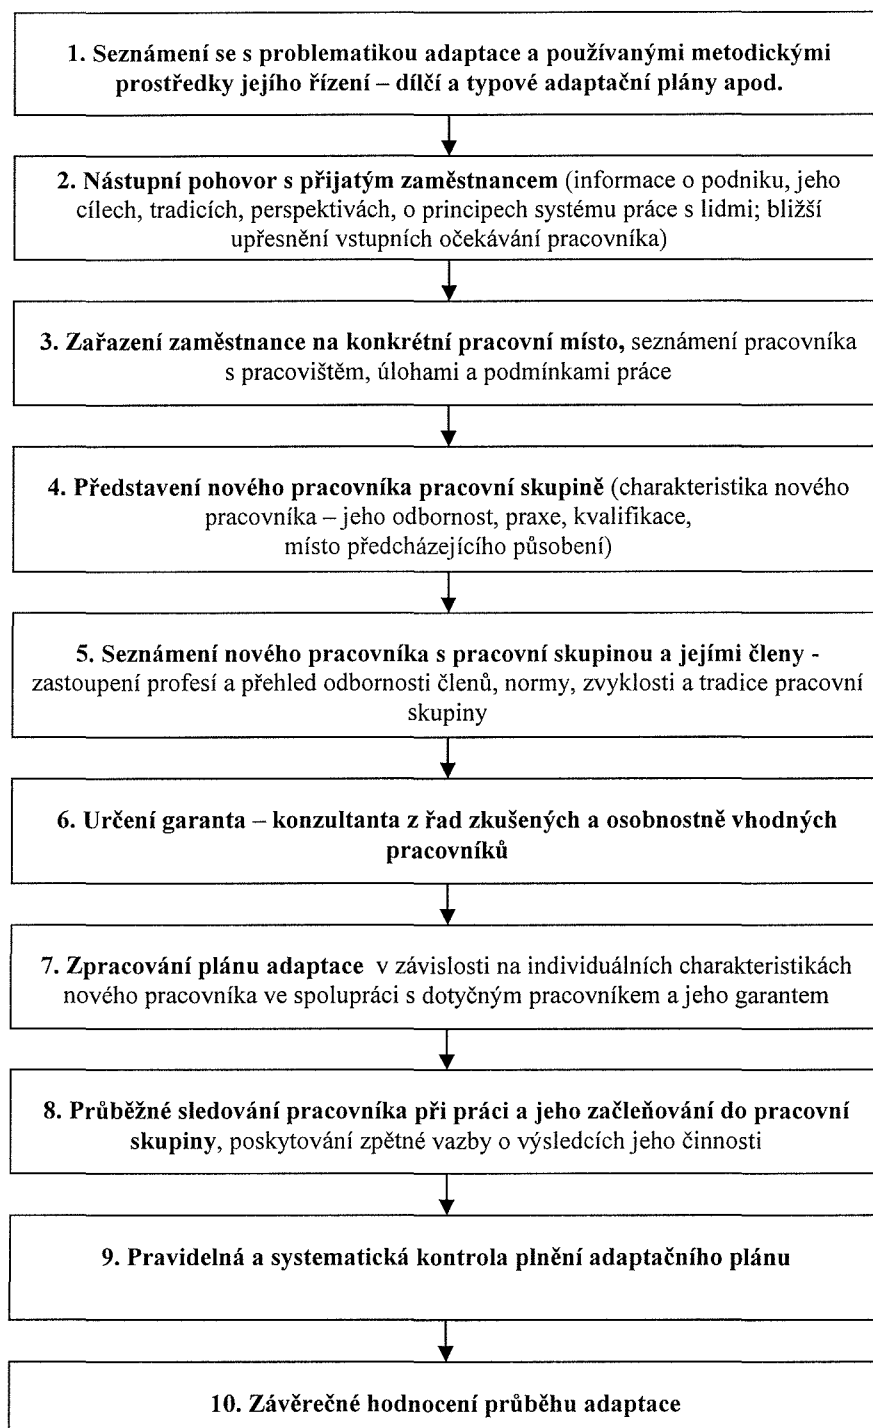 1. Seznámení se s problematikou adaptace a používanými metodickými
prostředky jejího řízení – dílčí a typové adaptační plány apod.
2. Nástupní pohovor s přijatým zaměstnancem (informace o podniku, jeho
cílech, tradicích, perspektivách, o principech systému práce s lidmi; bližší
upřesnění vstupních očekávání pracovníka)
3. Zařazení zaměstnance na konkrétní pracovní místo, seznámení pracovníka
s pracovištěm, úlohami a podmínkami práce
4. Představení nového pracovníka pracovní skupině (charakteristika nového
pracovníka – jeho odbornost, praxe, kvalifikace,
místo předcházejícího působení)
5. Seznámení nového pracovníka s pracovní skupinou a jejími členy -
zastoupení profesí a přehled odbornosti členů, normy, zvyklosti a tradice pracovní
skupiny
6. Určení garanta – konzultanta z řad zkušených a osobnostně vhodných
pracovníků
7. Zpracování plánu adaptace v závislosti na individuálních charakteristikách
nového pracovníka ve spolupráci s dotyčným pracovníkem a jeho garantem
8. Průběžné sledování pracovníka při práci a jeho začleňování do pracovní
skupiny, poskytování zpětné vazby o výsledcích jeho činnosti
9. Pravidelná a systematická kontrola plnění adaptačního plánu
10. Závěrečné hodnocení průběhu adaptace